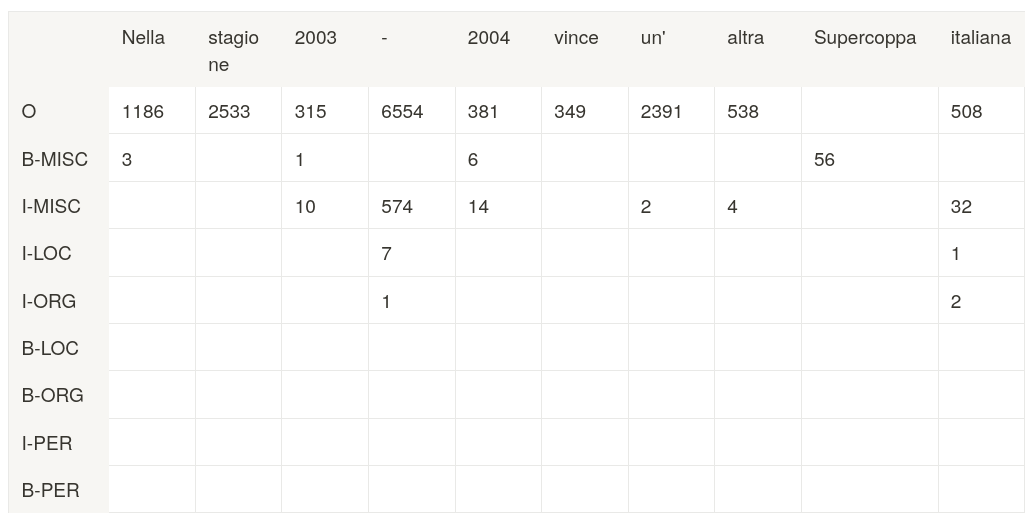 Nella stagio 2003 - 2004 vince un' altra Supercoppa italiana
ne
O 1186 2533 315 6554 381 349 2391 538 508
B-MISC 3 1 6 56
I-MISC 10 574 14 2 4 32
I-LOC 7 1
I-ORG 1 2
B-LOC
B-ORG
I-PER
B-PER